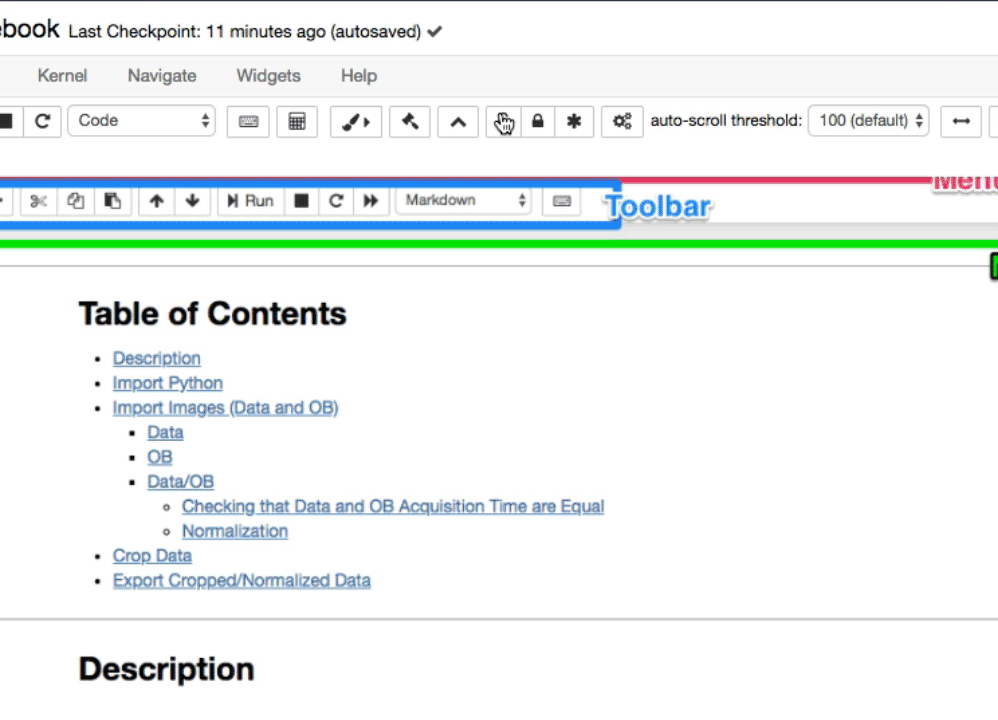 ebook Last Checkpoint: 11 minutes ago (autosaved)
Kernel Navigate Widgets Help
Code auto-scroll threshold: 100 (default)
Menu
Run Markdown Toolbar
Table of Contents
Description
Import Python
Import Images (Data and OB)
Data
OB
Data/OB
Checking that Data and OB Acquisition Time are Equal
Normalization
Crop Data
Export Cropped/Normalized Data
Description